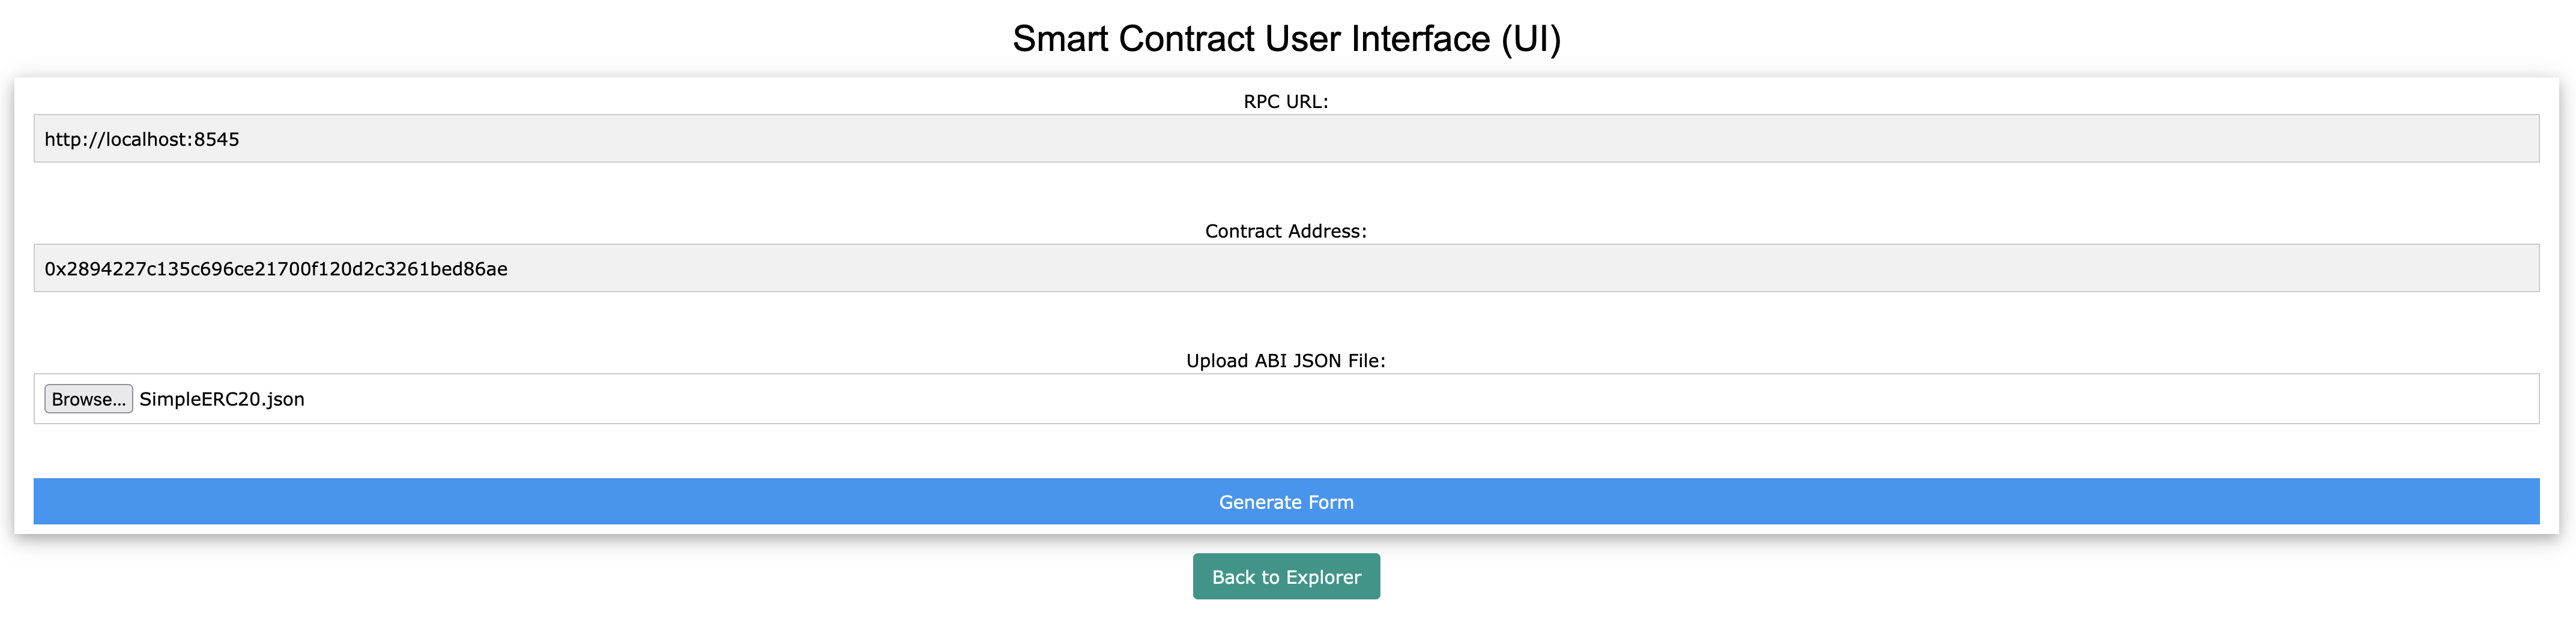 Smart Contract User Interface (UI)
RPC URL:
http://localhost:8545
Contract Address:
0x2894227c135c696ce21700f120d2c3261bed86ae
Upload ABI JSON File:
Browse... SimpleERC20.json
Generate Form
Back to Explorer